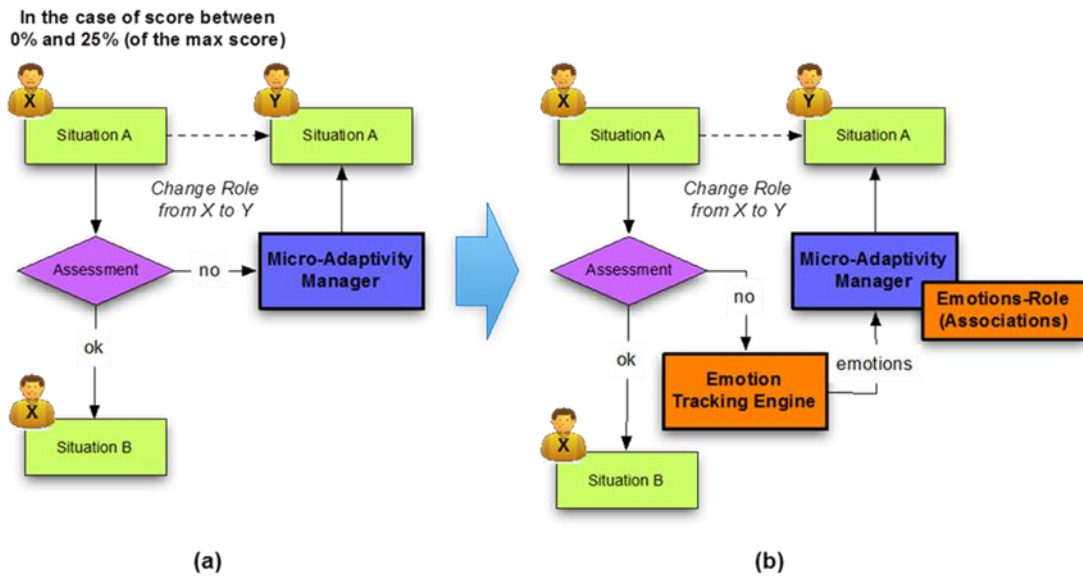 In the case of score between
0% and 25% (of the max score)
X
Situation A
Y
Situation A
Change Role
from X to Y
Assessment
no
Micro-Adaptivity
Manager
ok
X
Situation B
(a)
X
Situation A
Y
Situation A
Change Role
from X to Y
Assessment
no
Micro-Adaptivity
Manager
Emotions-Role
(Associations)
ok
emotions
Emotion
Tracking Engine
X
Situation B
(b)